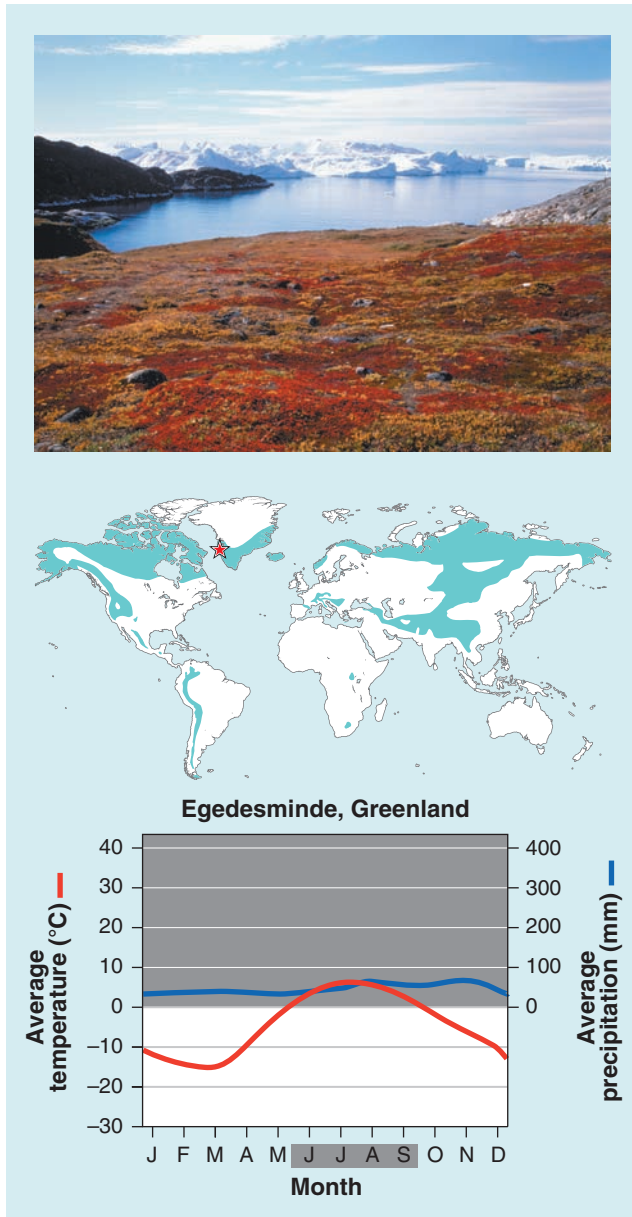 Egedesminde, Greenland
Average
temperature (°C)
40
30
20
10
0
–10
–20
–30
400
300
200
100
0
Average
precipitation (mm)
J F M A M J J A S O N D
Month